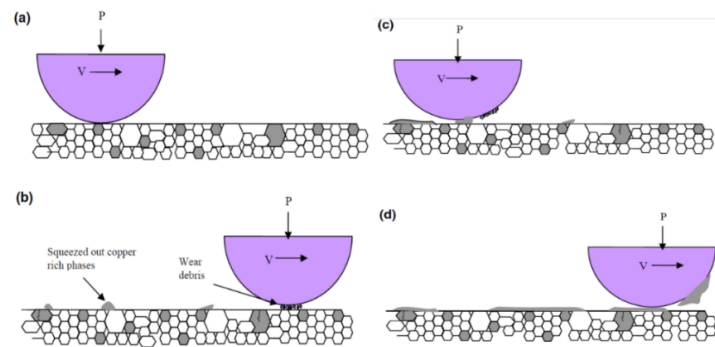 (a)
P
V
(c)
P
V
(b)
P
Squeezed out copper
rich phases
Wear
debris
V
(d)
P
V